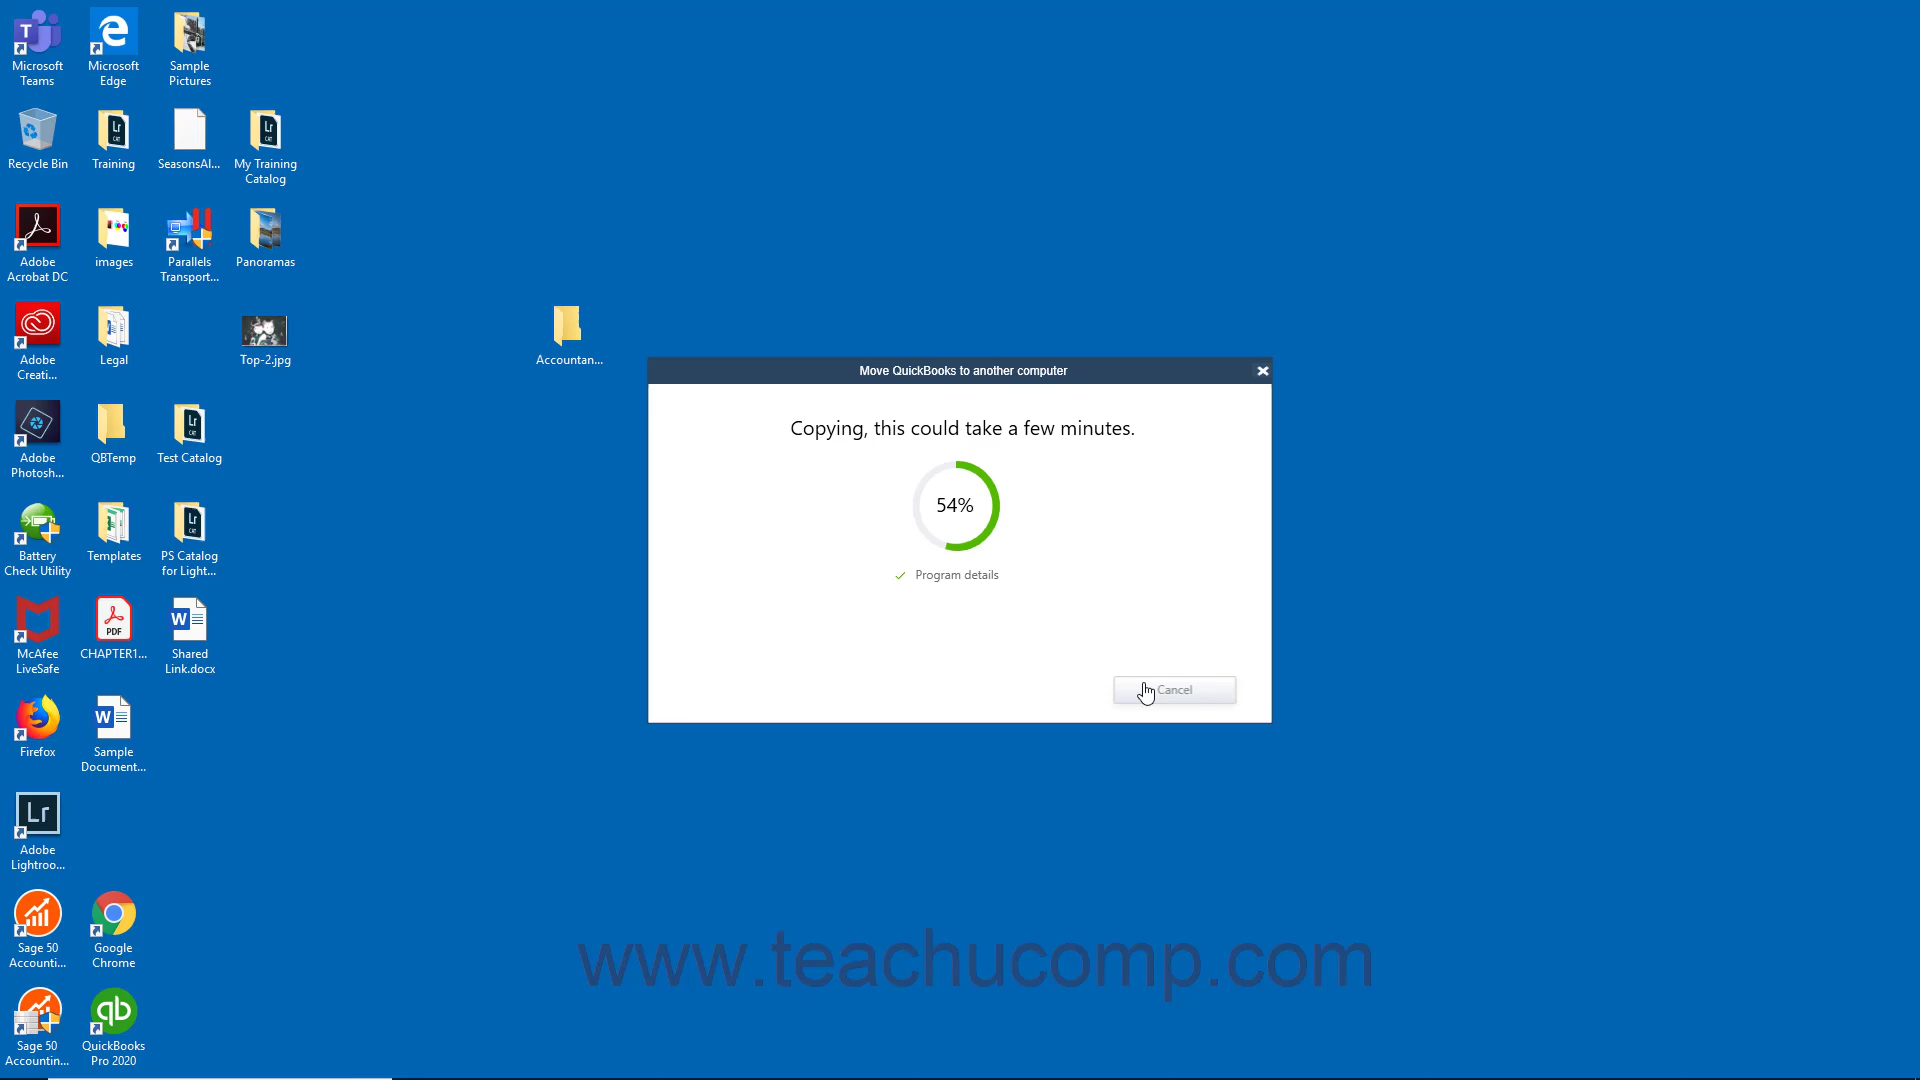 Microsoft
Teams
Microsoft
Edge
Sample
Pictures
Recycle Bin
Training
SeasonsAl...
My Training
Catalog
Adobe
Acrobat DC
images
Parallels
Transport...
Panoramas
Adobe
Creati...
Legal
Top-2.jpg
Accountan...
Move QuickBooks to another computer
Copying, this could take a few minutes.
54%
Program details
Cancel
Adobe
Photosh...
QBTemp
Test Catalog
Battery
Check Utility
Templates
PS Catalog
for Light...
McAfee
LiveSafe
PDF
CHAPTER1...
Shared
Link.docx
Firefox
Sample
Document...
Lr
Adobe
Lightroo...
Sage 50
Accounti...
Google
Chrome
www.teachucomp.com
Sage 50
Accountin...
qb
QuickBooks
Pro 2020